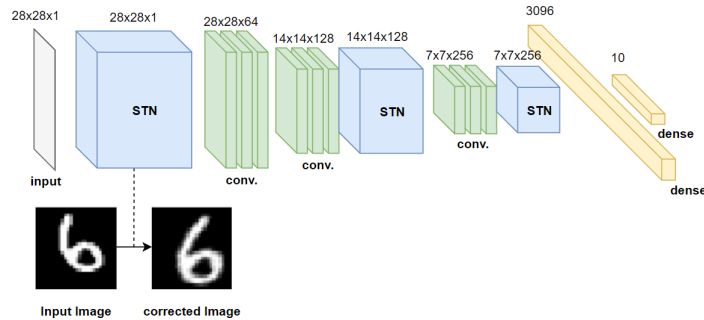 28x28x1
28x28x1
28x28x64
14x14x128
14x14x128
7x7x256
7x7x256
3096
10
STN
STN
STN
input
conv.
conv.
conv.
dense
dense
Input Image
corrected Image